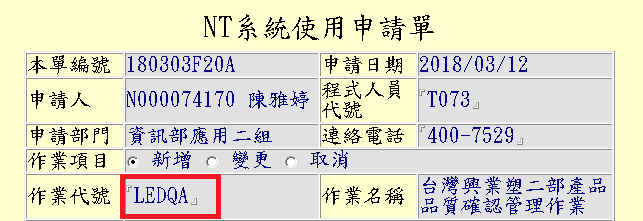 NT系統使用申請單
本單編號 180303F20A 申請日期 2018/03/12
申請人 N000074170 陳雅婷 程式人員代號 T073
申請部門 資訊部應用二組 連絡電話 400-7529
作業項目 新增 變更 取消
作業代號 LEDQA 作業名稱 台灣興業塑二部產品品質確認管理作業